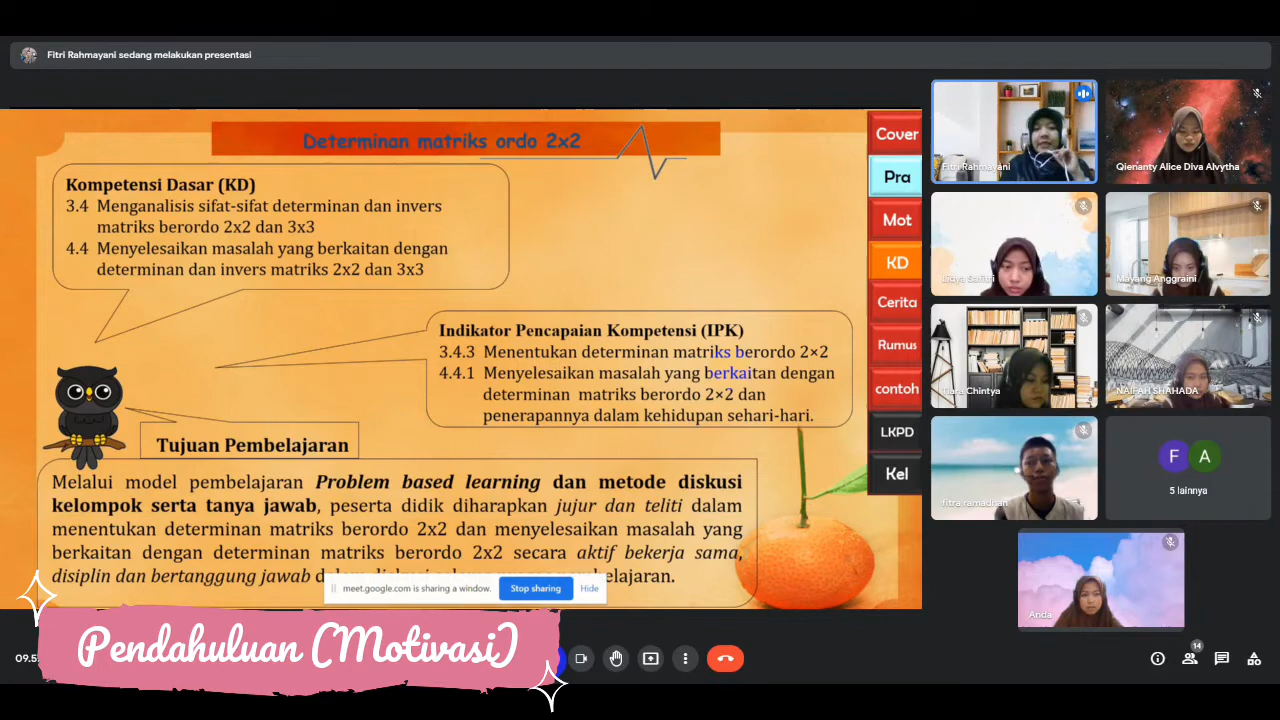 Fitri Rahmayani sedang melakukan presentasi
Determinan matriks ordo 2x2
Kompetensi Dasar (KD)
3.4 Menganalisis sifat-sifat determinan dan invers
matriks berordo 2x2 dan 3x3
4.4 Menyelesaikan masalah yang berkaitan dengan
determinan dan invers matriks 2x2 dan 3x3
Indikator Pencapaian Kompetensi (IPK)
3.4.3 Menentukan determinan matriks berordo 2×2
4.4.1 Menyelesaikan masalah yang berkaitan dengan
determinan matriks berordo 2×2 dan
penerapannya dalam kehidupan sehari-hari.
Tujuan Pembelajaran
Melalui model pembelajaran Problem based learning dan metode diskusi
kelompok serta tanya jawab, peserta didik diharapkan jujur dan teliti dalam
menentukan determinan matriks berordo 2x2 dan menyelesaikan masalah yang
berkaitan dengan determinan matriks berordo 2x2 secara aktif bekerja sama,
disiplin dan bertanggung jawab
meet.google.com is sharing a window.
Stop sharing
Hide
Cover
Pra
Mot
KD
Cerita
Rumus
contoh
LKPD
Kel
Fitri Rahmayani
Qienanty Alice Diva Alvytha
Lidya Safitri
Mayang Anggraini
Tiara Chintya
NAIFAH SHAHADA
fitra ramadhan
F
A
5 lainnya
Anda
Pendahuluan (Motivasi)
14